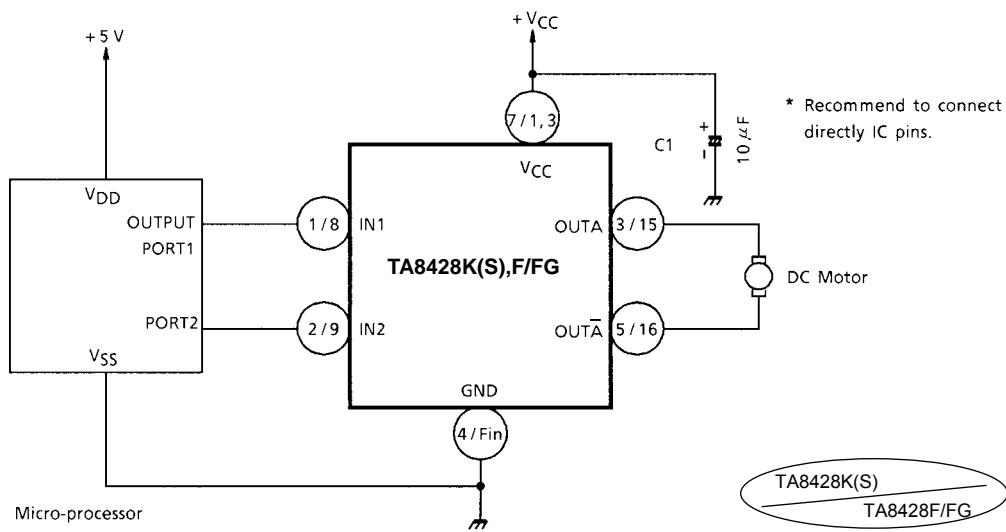 + VCC
+ 5 V
7 / 1, 3
* Recommend to connect
directly IC pins.
C1
+
−
10 μF
VCC
VDD
OUTPUT
PORT1
1 / 8
IN1
OUTA
3 / 15
TA8428K(S),F/FG
DC Motor
PORT2
2 / 9
IN2
OUTA̅
5 / 16
VSS
GND
4 / Fin
Micro-processor
TA8428K(S)
TA8428F/FG